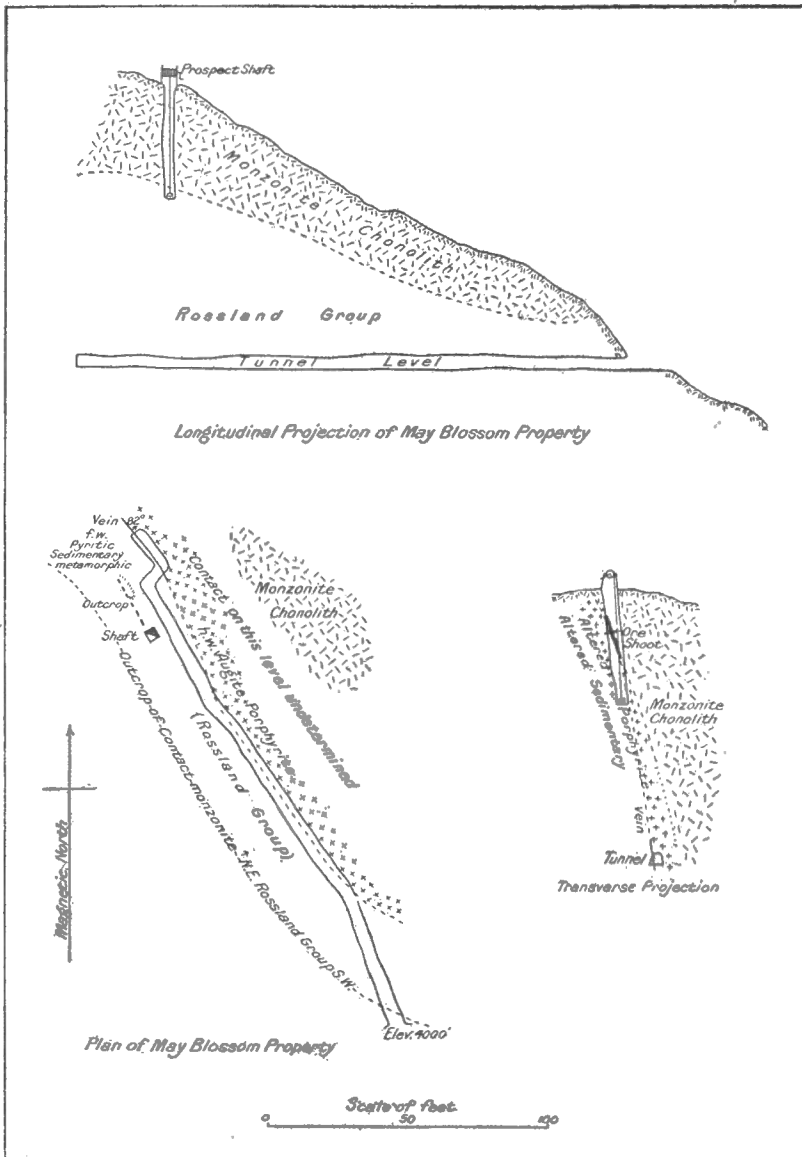 Prospect Shaft
Monzonite Chonolith
Rossland Group
Tunnel Level
Longitudinal Projection of May Blossom Property
Vein 82°
f.w.
Pyritic
Sedimentary
metamorphic
Outcrop
Shaft
Contact on this level undetermined
Monzonite
Chonolith
h.w. Augite Porphyrites
(Rossland Group).
Outcrop of Contact-monzonite N.E. Rossland Group S.W.
Magnetic North
Elev. 4000'
Plan of May Blossom Property
Ore
Shoot
Altered Porphyrite
Altered Sedimentary
Monzonite
Chonolith
Vein
Tunnel
Transverse Projection
Scale of feet
0 50 100